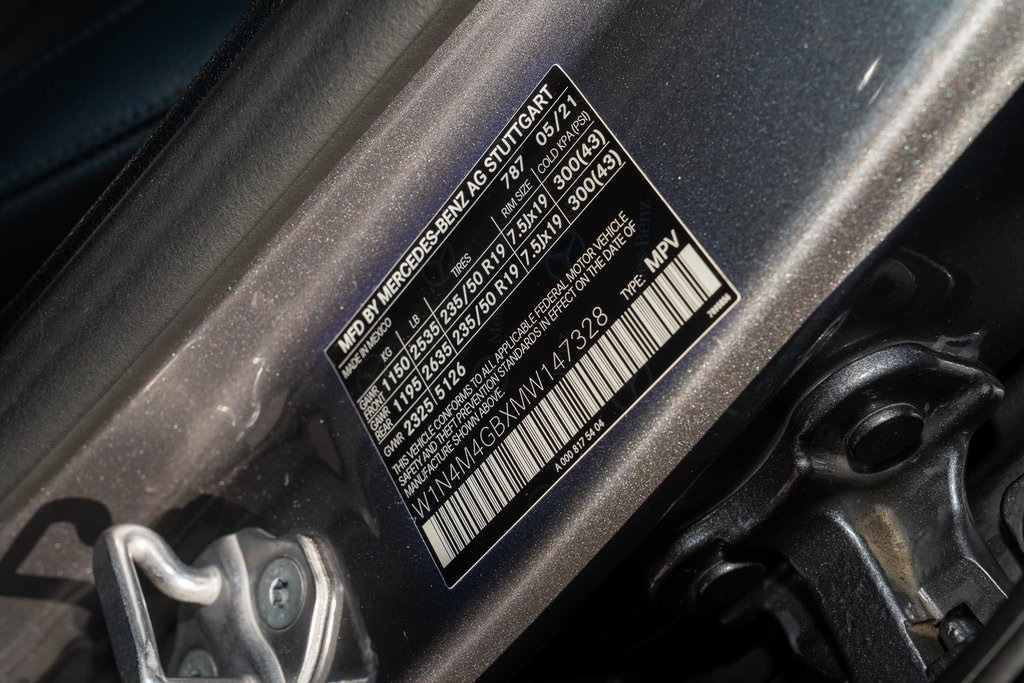 MFD BY MERCEDES-BENZ AG STUTTGART
MADE IN MEXICO 787 05/21
KG LB TIRES RIM SIZE COLD KPA(PSI)
GAWR FRONT 1150 2535 235/50 R19 7.5Jx19 300(43)
GAWR REAR 1195 2635 235/50 R19 7.5Jx19 300(43)
GVWR 2325 5126
THIS VEHICLE CONFORMS TO ALL APPLICABLE FEDERAL MOTOR VEHICLE
SAFETY AND THEFT PREVENTION STANDARDS IN EFFECT ON THE DATE OF
MANUFACTURE SHOWN ABOVE.
W1N4M4GBXMW147328 TYPE: MPV
A 000 817 54 04